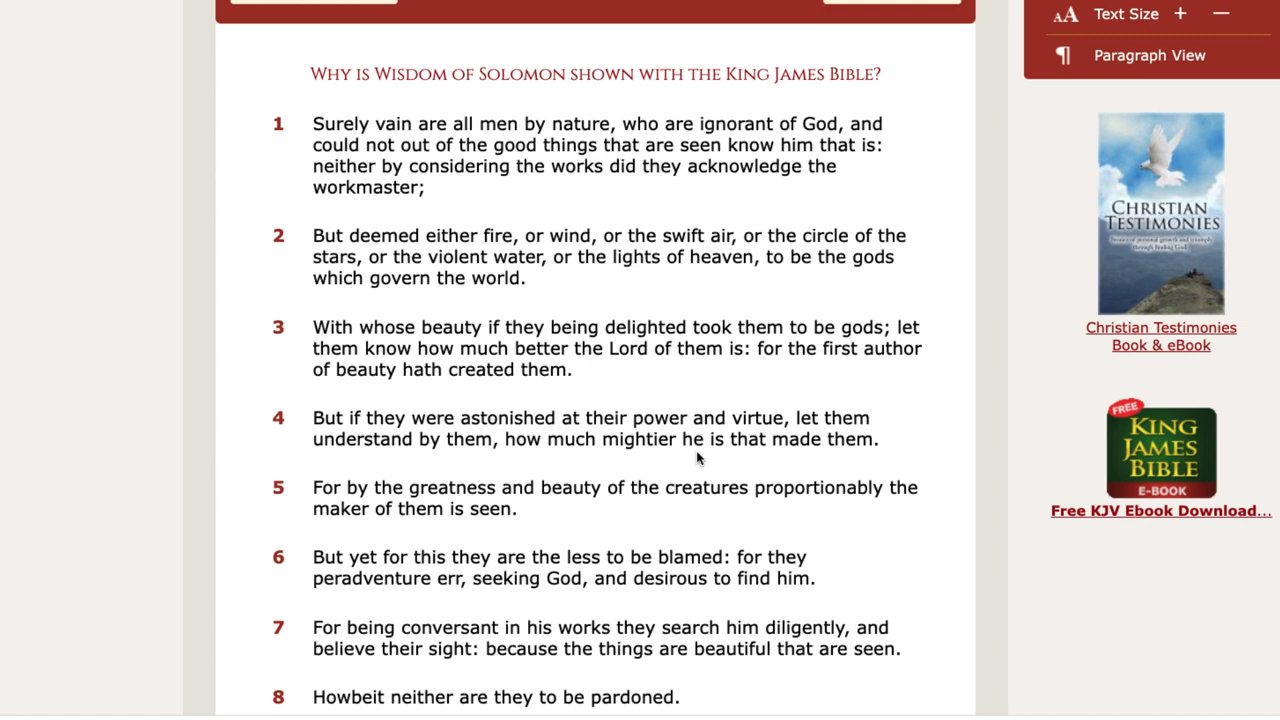 WHY IS WISDOM OF SOLOMON SHOWN WITH THE KING JAMES BIBLE?
1 Surely vain are all men by nature, who are ignorant of God, and
could not out of the good things that are seen know him that is:
neither by considering the works did they acknowledge the
workmaster;
2 But deemed either fire, or wind, or the swift air, or the circle of the
stars, or the violent water, or the lights of heaven, to be the gods
which govern the world.
3 With whose beauty if they being delighted took them to be gods; let
them know how much better the Lord of them is: for the first author
of beauty hath created them.
4 But if they were astonished at their power and virtue, let them
understand by them, how much mightier he is that made them.
5 For by the greatness and beauty of the creatures proportionably the
maker of them is seen.
6 But yet for this they are the less to be blamed: for they
peradventure err, seeking God, and desirous to find him.
7 For being conversant in his works they search him diligently, and
believe their sight: because the things are beautiful that are seen.
8 Howbeit neither are they to be pardoned.
AA Text Size + —
¶ Paragraph View
CHRISTIAN
TESTIMONIES
Christian Testimonies
Book & eBook
FREE
KING
JAMES
BIBLE
E-BOOK
Free KJV Ebook Download...